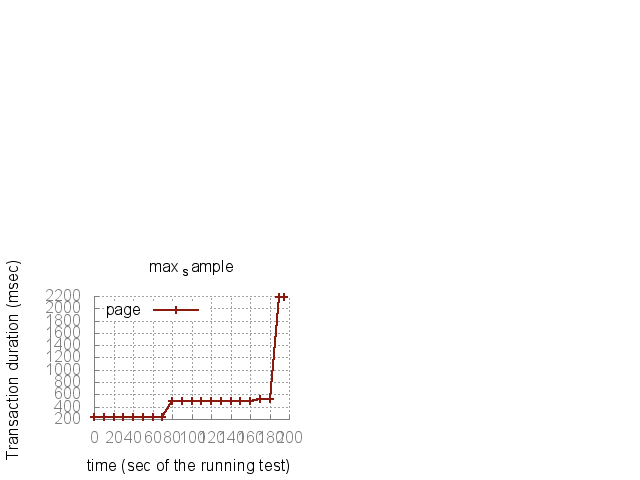 max s ample
Transaction duration (msec)
2200
2000
1800
1600
1400
1200
1000
800
600
400
200
page
0 20 40 60 80 100 120 140 160 180 200
time (sec of the running test)